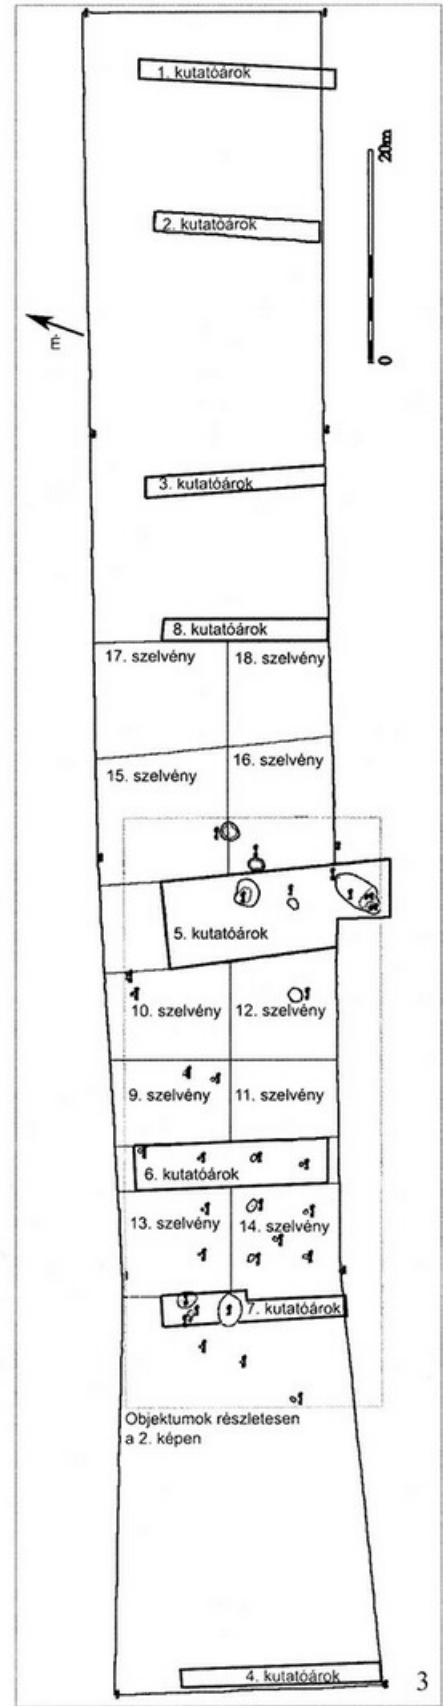 1. kutatóárok
20m
2. kutatóárok
É
0
3. kutatóárok
8. kutatóárok
17. szelvény
18. szelvény
16. szelvény
15. szelvény
5. kutatóárok
10. szelvény
12. szelvény
9. szelvény
11. szelvény
6. kutatóárok
13. szelvény
14. szelvény
7. kutatóárok
Objektumok részletesen
a 2. képen
4. kutatóárok
3